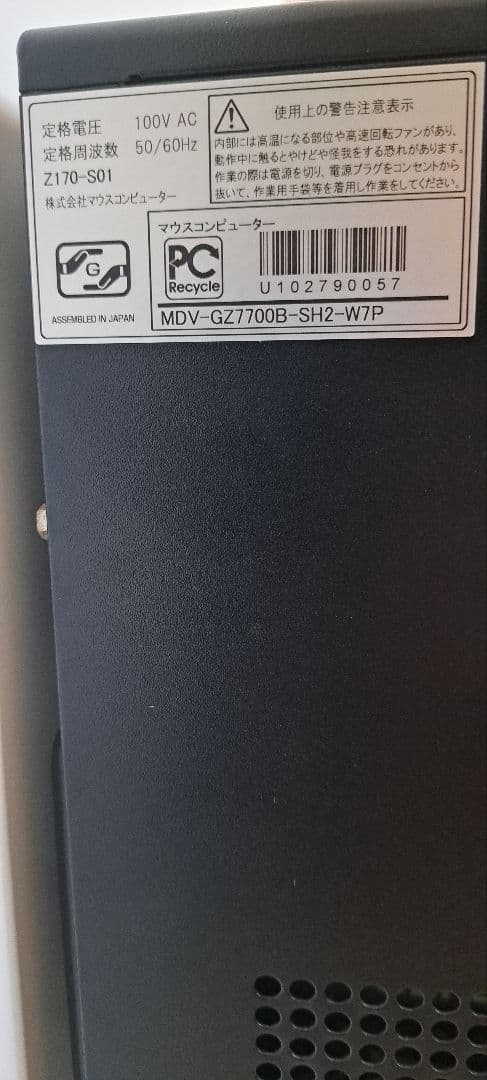 定格電圧 100V AC
定格周波数 50/60Hz
Z170-S01
株式会社マウスコンピューター
使用上の警告注意表示
内部には高温になる部位や高速回転ファンがあり、
動作中に触るとやけどや怪我をする恐れがあります。
作業の際は電源を切り、電源プラグをコンセントから
抜いて、作業用手袋等を着用し作業をしてください。
G
ASSEMBLED IN JAPAN
マウスコンピューター
PC
Recycle
U102790057
MDV-GZ7700B-SH2-W7P